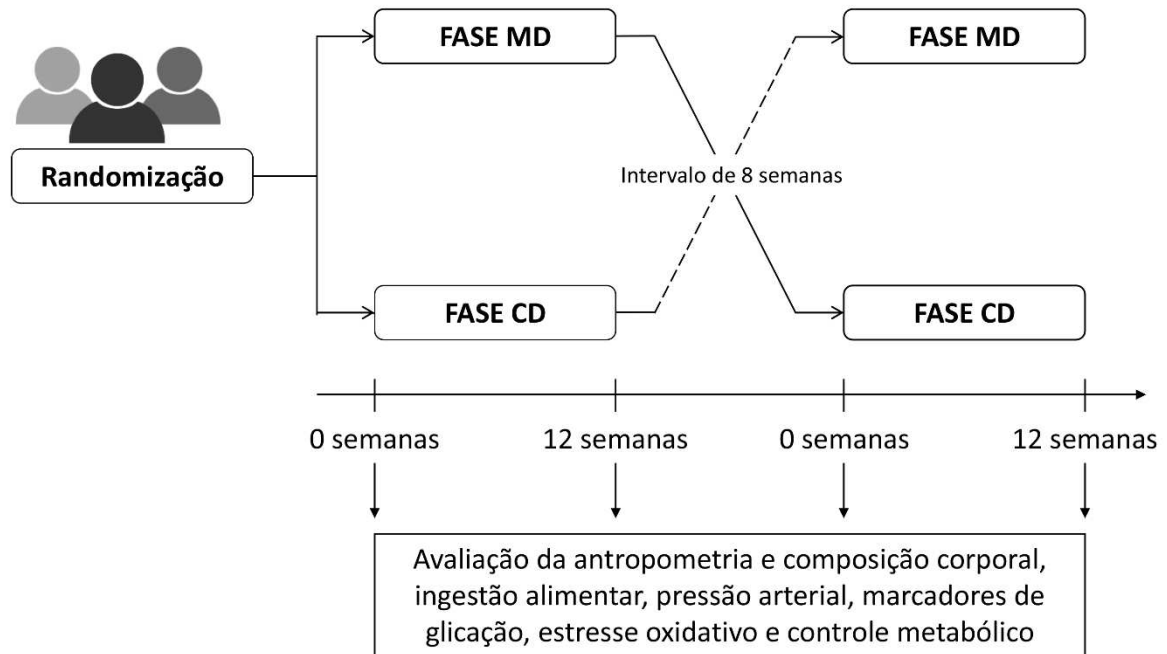 FASE MD
FASE MD
Randomização
Intervalo de 8 semanas
FASE CD
FASE CD
0 semanas
12 semanas
0 semanas
12 semanas
Avaliação da antropometria e composição corporal,
ingestão alimentar, pressão arterial, marcadores de
glicação, estresse oxidativo e controle metabólico